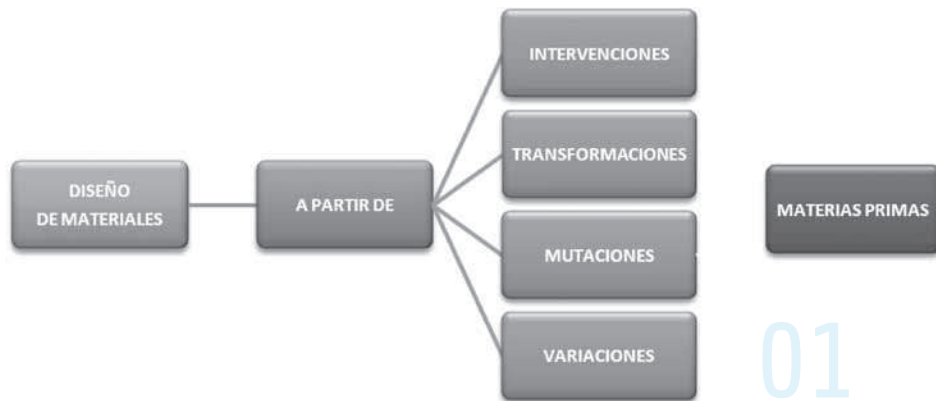 DISEÑO
DE MATERIALES
A PARTIR DE
INTERVENCIONES
TRANSFORMACIONES
MUTACIONES
VARIACIONES
MATERIAS PRIMAS
01